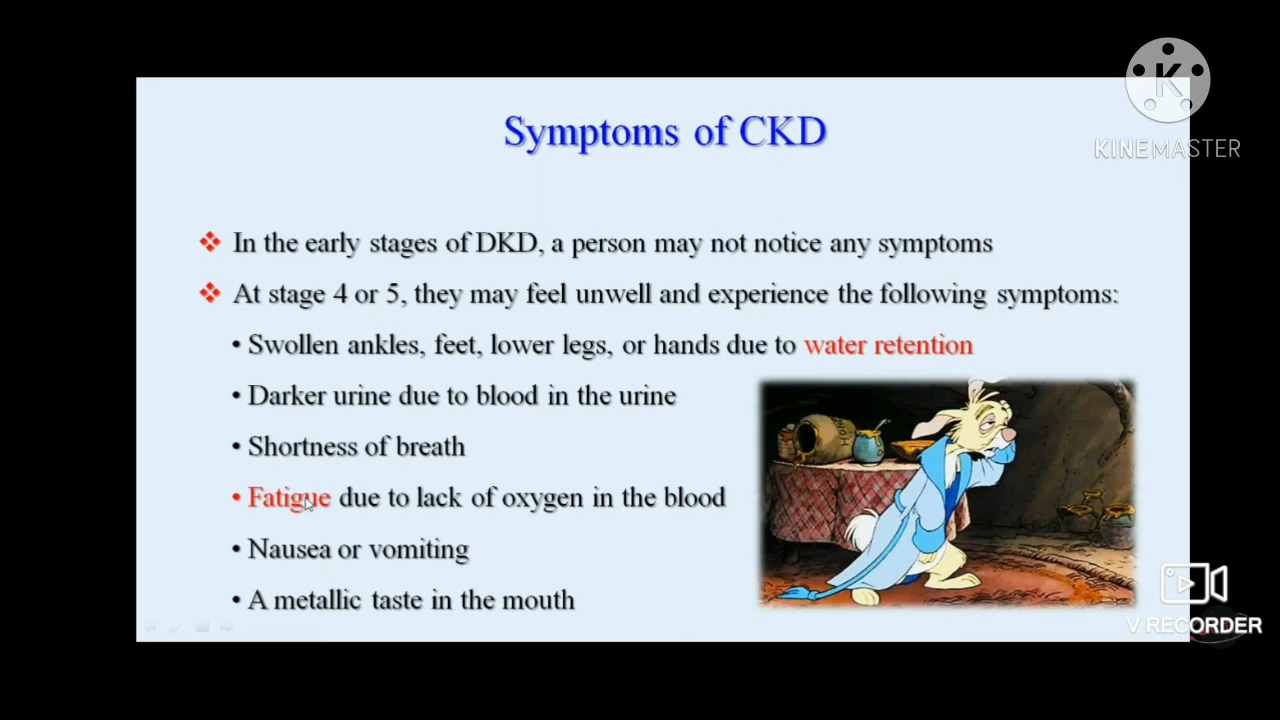 K
KINEMASTER
Symptoms of CKD
❖ In the early stages of DKD, a person may not notice any symptoms
❖ At stage 4 or 5, they may feel unwell and experience the following symptoms:
• Swollen ankles, feet, lower legs, or hands due to water retention
• Darker urine due to blood in the urine
• Shortness of breath
• Fatigue due to lack of oxygen in the blood
• Nausea or vomiting
• A metallic taste in the mouth
V RECORDER